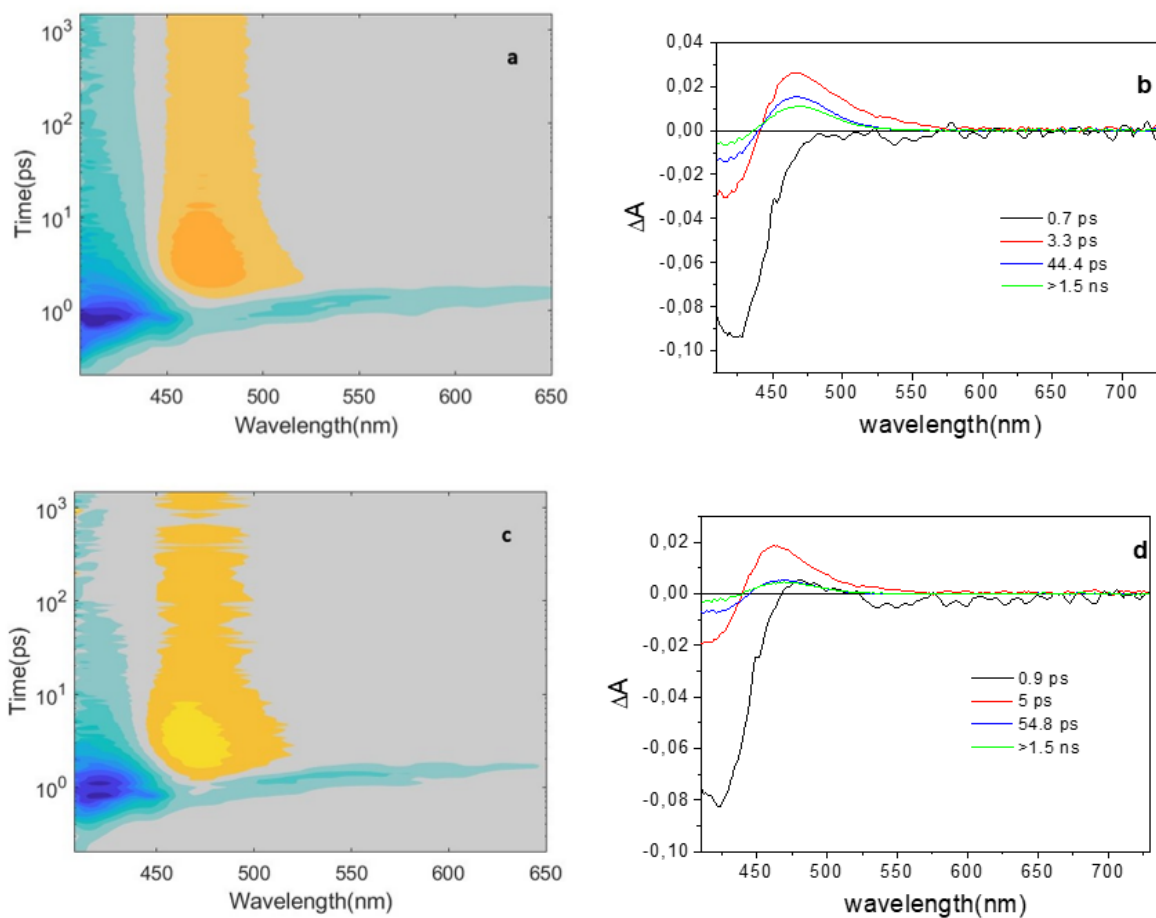 a
10³
10²
10¹
10⁰
Time(ps)
450 500 550 600 650
Wavelength(nm)
b
0,04
0,02
0,00
-0,02
-0,04
-0,06
-0,08
-0,10
ΔA
0.7 ps
3.3 ps
44.4 ps
>1.5 ns
450 500 550 600 650 700
wavelength(nm)
c
10³
10²
10¹
10⁰
Time(ps)
450 500 550 600 650
Wavelength(nm)
d
0,02
0,00
-0,02
-0,04
-0,06
-0,08
-0,10
ΔA
0.9 ps
5 ps
54.8 ps
>1.5 ns
450 500 550 600 650 700
wavelength(nm)